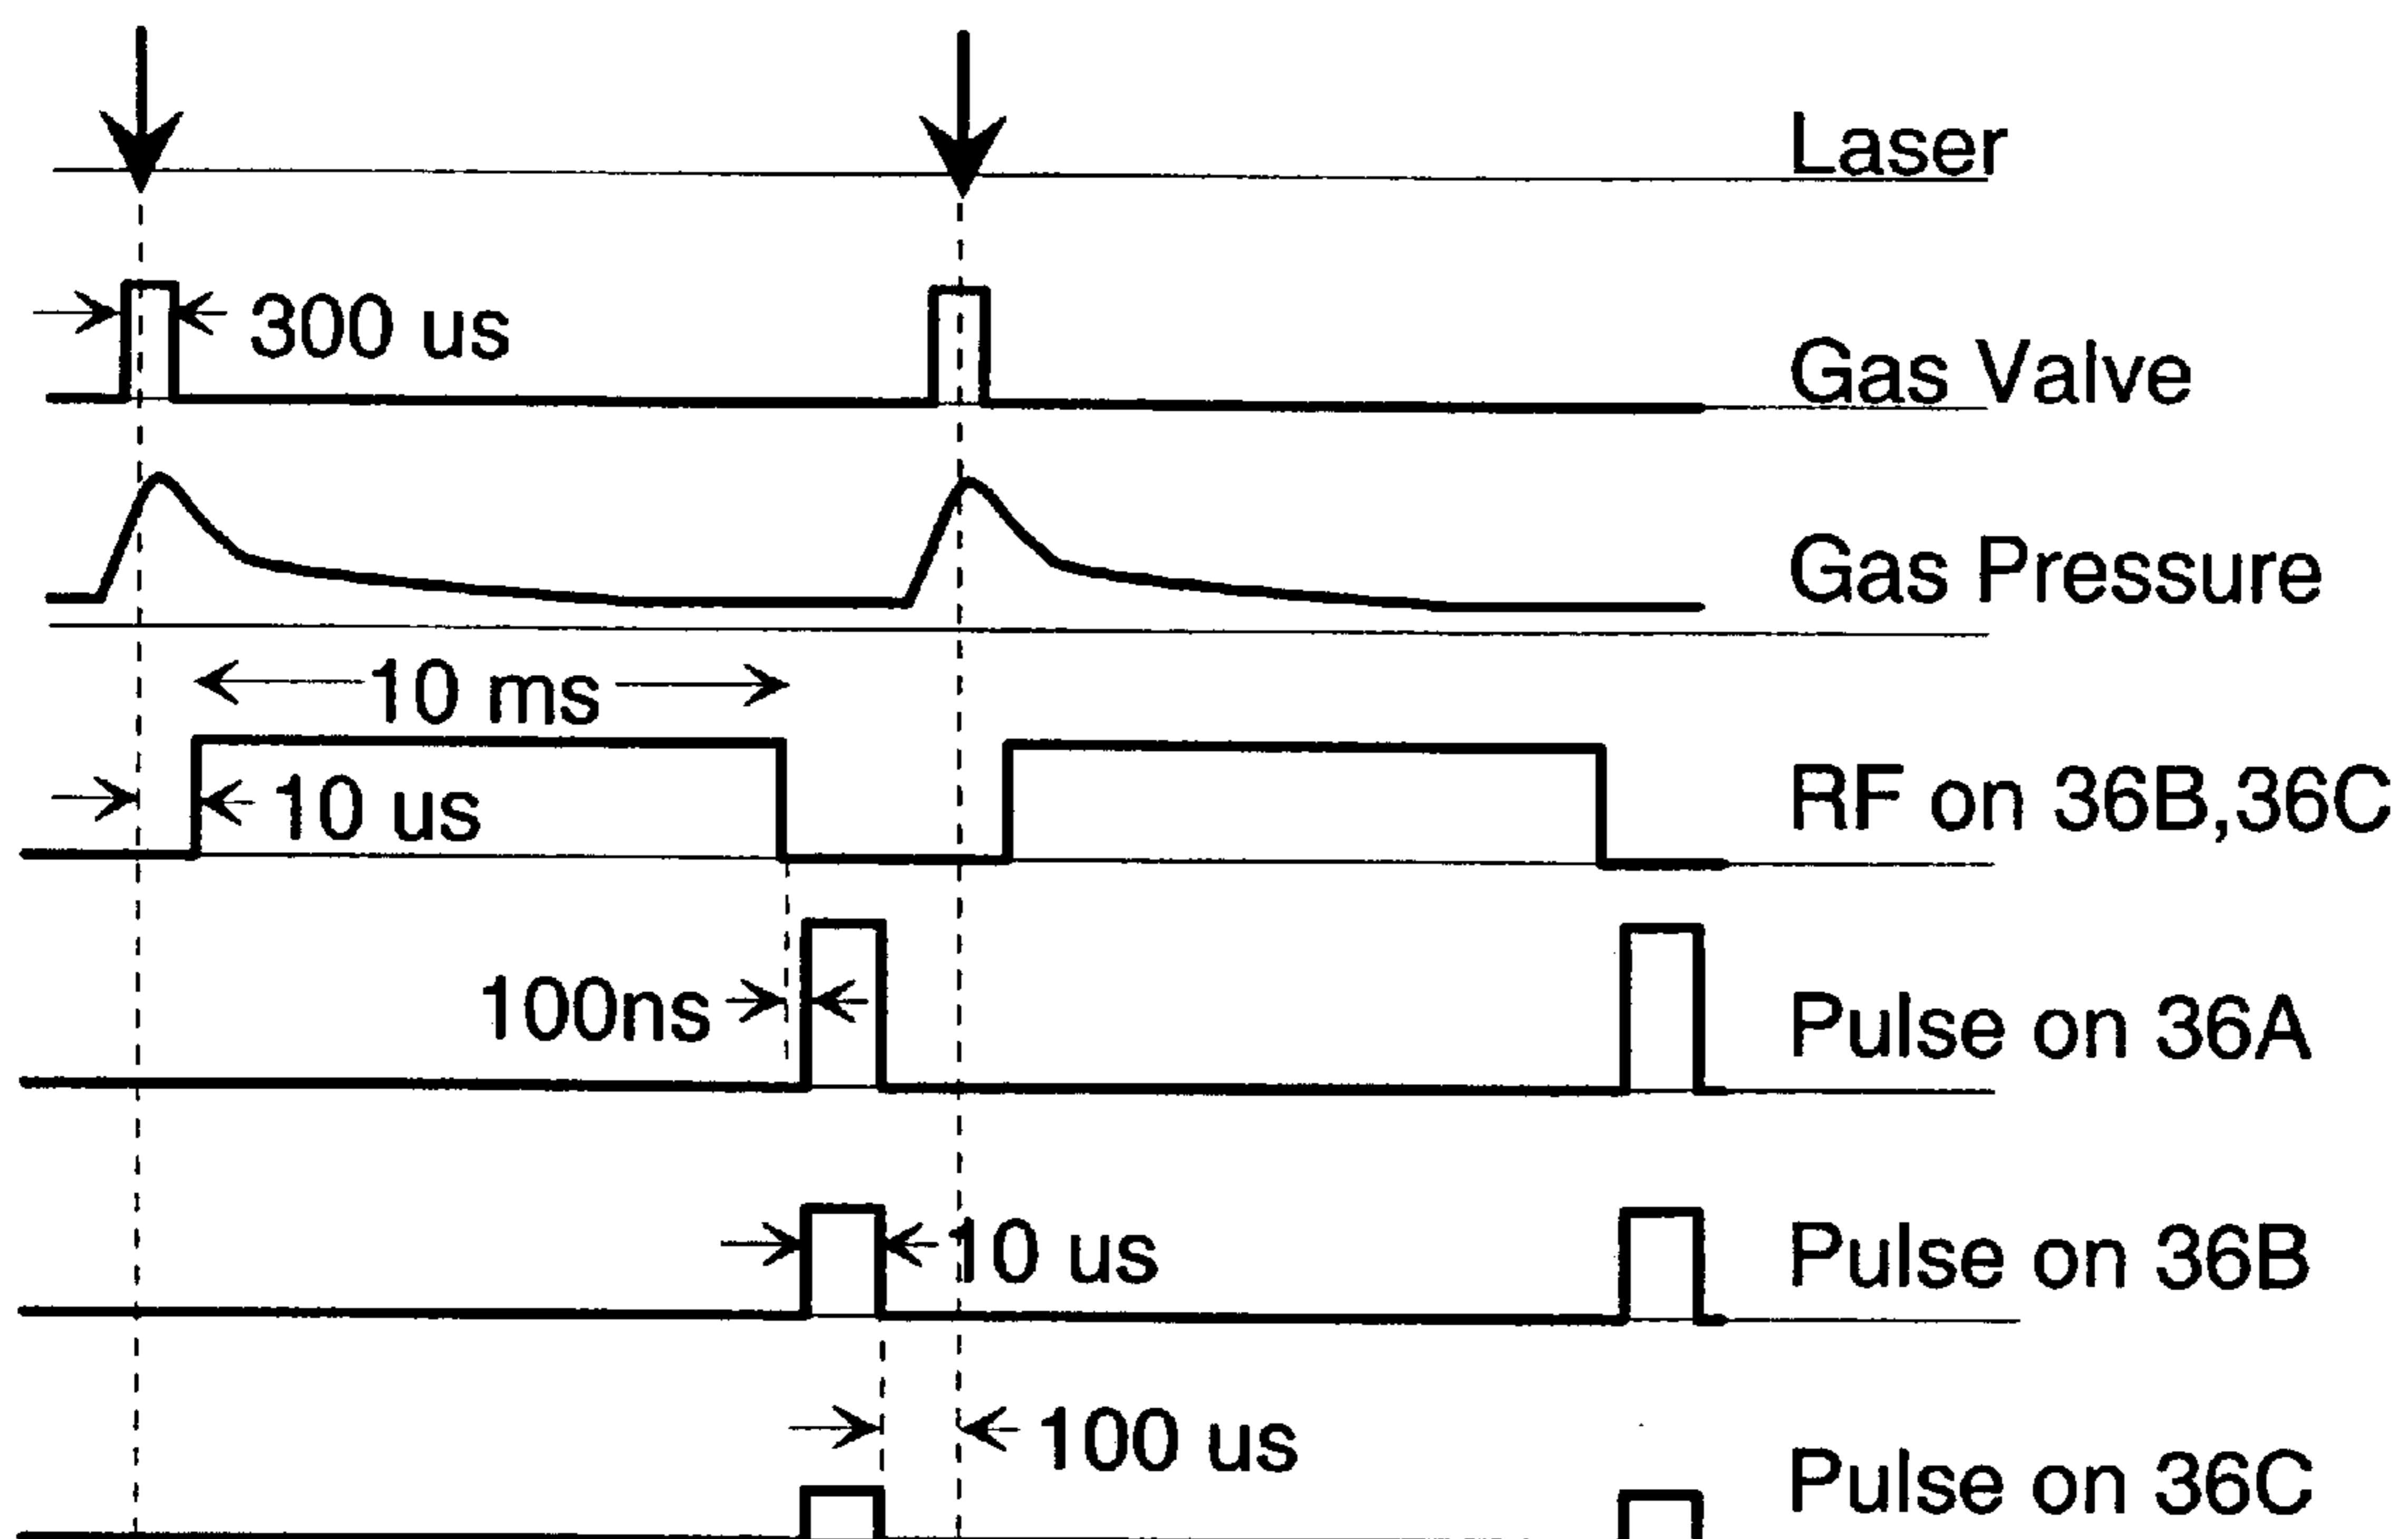 Laser
300 us
Gas Valve
Gas Pressure
10 ms
10 us
RF on 36B,36C
100ns
Pulse on 36A
10 us
Pulse on 36B
100 us
Pulse on 36C